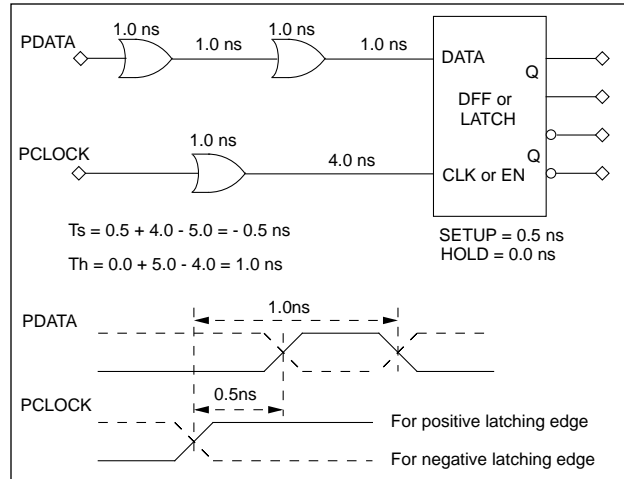 1.0 ns
1.0 ns
PDATA
1.0 ns
1.0 ns
DATA
Q
DFF or
LATCH
1.0 ns
PCLOCK
4.0 ns
Q
CLK or EN
Ts = 0.5 + 4.0 - 5.0 = - 0.5 ns
SETUP = 0.5 ns
HOLD = 0.0 ns
Th = 0.0 + 5.0 - 4.0 = 1.0 ns
1.0ns
PDATA
0.5ns
PCLOCK
For positive latching edge
For negative latching edge